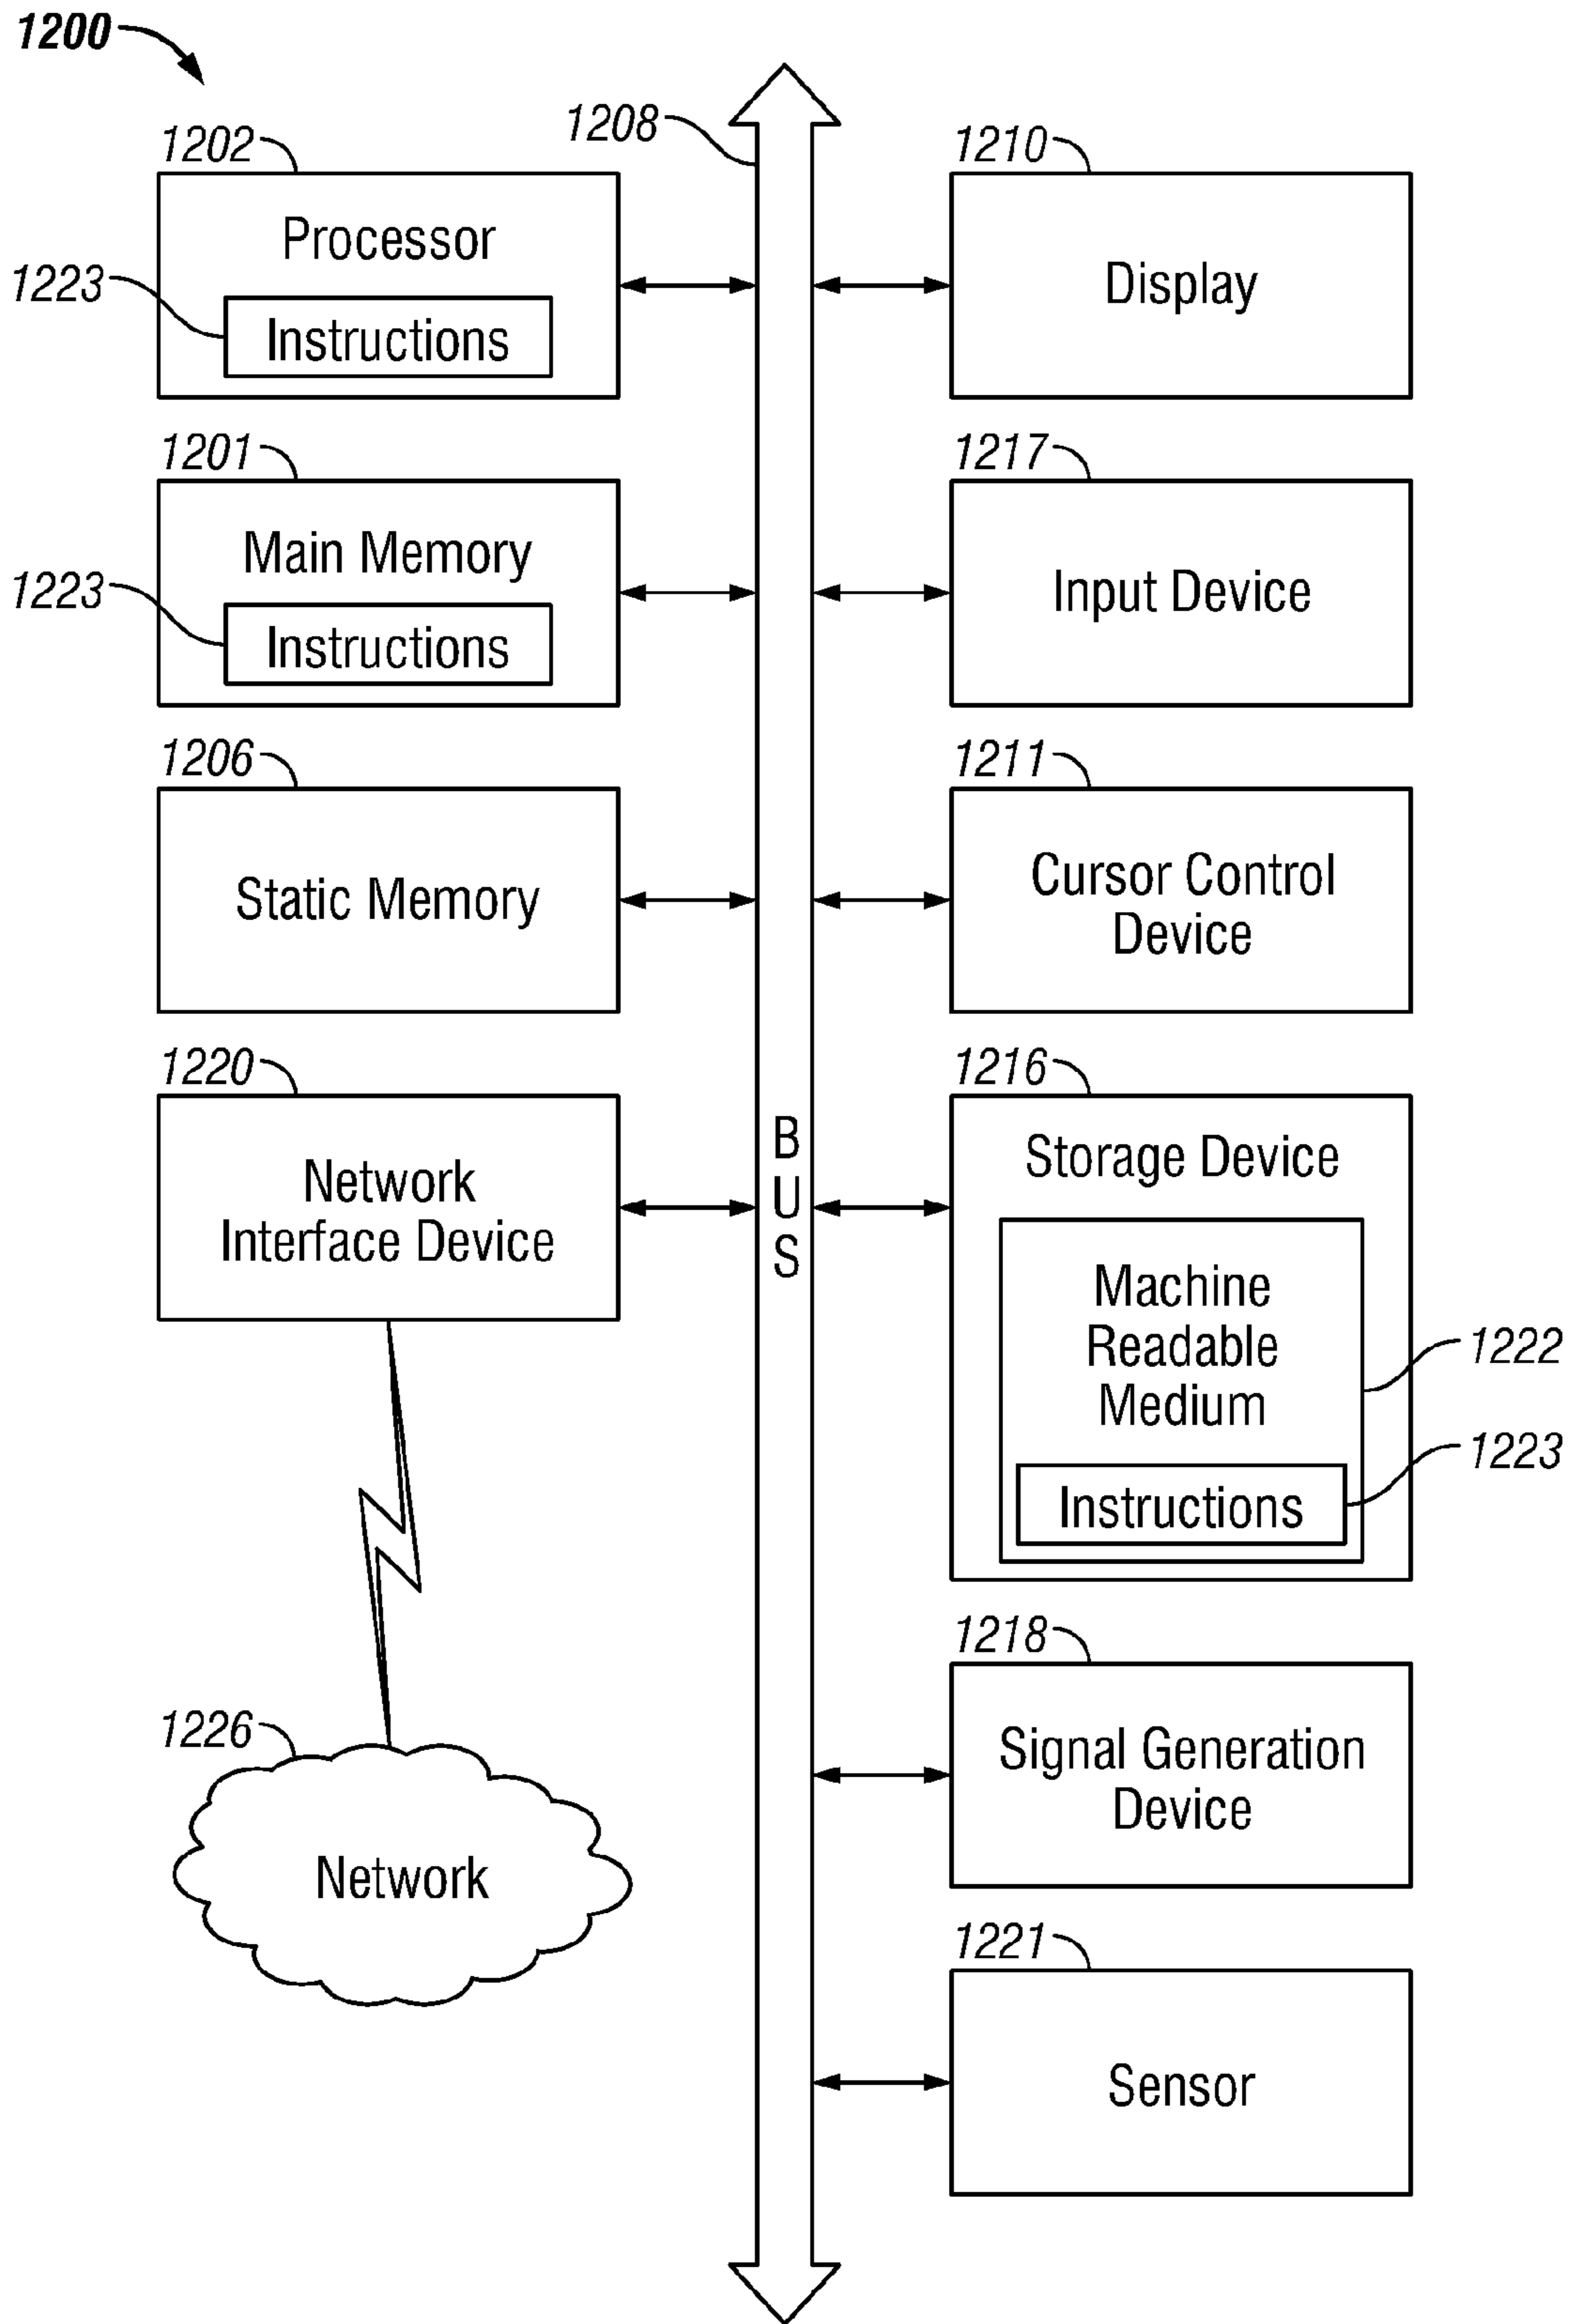 1200
1208
1202
Processor
1223
Instructions
1201
Main Memory
1223
Instructions
1206
Static Memory
1220
Network
Interface Device
1226
Network
B
U
S
1210
Display
1217
Input Device
1211
Cursor Control
Device
1216
Storage Device
Machine
Readable
Medium
1222
Instructions
1223
1218
Signal Generation
Device
1221
Sensor